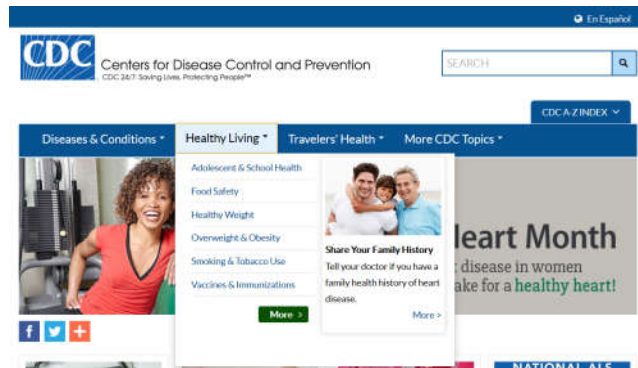 En Español
CDC
Centers for Disease Control and Prevention
CDC 24/7: Saving Lives. Protecting People™
SEARCH
CDC A-Z INDEX
Diseases & Conditions
Healthy Living
Travelers' Health
More CDC Topics
Adolescent & School Health
Food Safety
Healthy Weight
Overweight & Obesity
Smoking & Tobacco Use
Vaccines & Immunizations
More >
Share Your Family History
Tell your doctor if you have a
family health history of heart
disease.
More >
leart Month
disease in women
ake for a healthy heart!
f
NATIONAL ALS